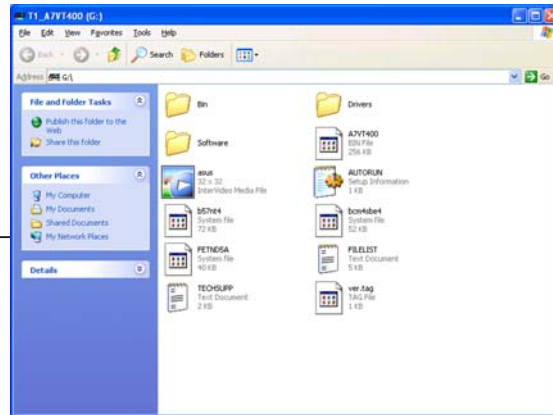 T1_A7VT400 (G:)
File Edit View Favorites Tools Help
Back Search Folders
Address G:\ Go
File and Folder Tasks
Publish this folder to the
Web
Share this folder
Other Places
My Computer
My Documents
Shared Documents
My Network Places
Details
Bin
Drivers
Software
A7VT400
BIN File
256 KB
asus
32 x 32
InterVideo Media File
AUTORUN
Setup Information
1 KB
b57nt4
System file
72 KB
bcm4sbe4
System file
52 KB
FETND5A
System file
40 KB
FILELIST
Text Document
5 KB
TECHSUPP
Text Document
2 KB
ver.tag
TAG File
1 KB